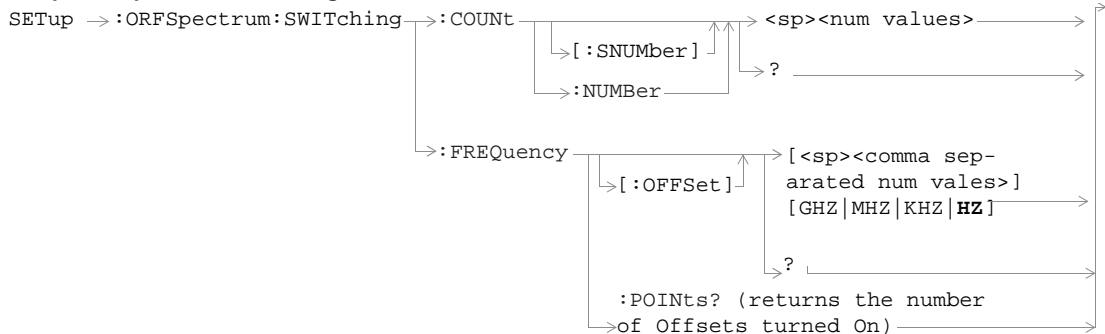 SETup :ORFSpectrum:SWITching :COUNt <sp><num values>
[:SNUMber]
?
:NUMBer
:FREQuency [<sp><comma sep-
[:OFFSet] arated num vales>]
[GHZ|MHZ|KHZ|HZ]
?
:POINts? (returns the number
of Offsets turned On)